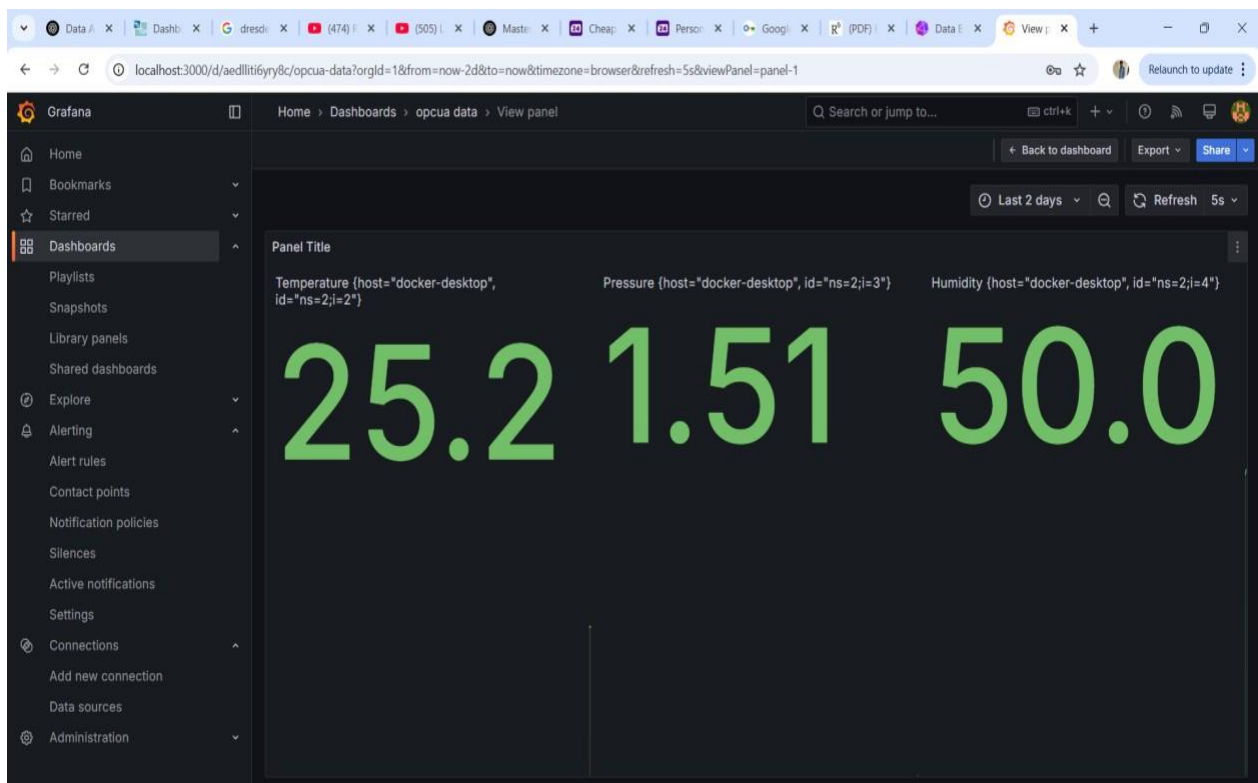 Data A
Dashb
dresde
(474) F
(505) L
Maste
Cheap
Person
Googl
(PDF)
Data E
View p
localhost:3000/d/aedlliti6yry8c/opcua-data?orgId=1&from=now-2d&to=now&timezone=browser&refresh=5s&viewPanel=panel-1
Relaunch to update
Grafana
Home › Dashboards › opcua data › View panel
Search or jump to...
ctrl+k
Home
Bookmarks
Starred
Dashboards
Playlists
Snapshots
Library panels
Shared dashboards
Explore
Alerting
Alert rules
Contact points
Notification policies
Silences
Active notifications
Settings
Connections
Add new connection
Data sources
Administration
← Back to dashboard
Export
Share
Last 2 days
Refresh
5s
Panel Title
Temperature {host="docker-desktop",
id="ns=2;i=2"}
25.2
Pressure {host="docker-desktop", id="ns=2;i=3"}
1.51
Humidity {host="docker-desktop", id="ns=2;i=4"}
50.0